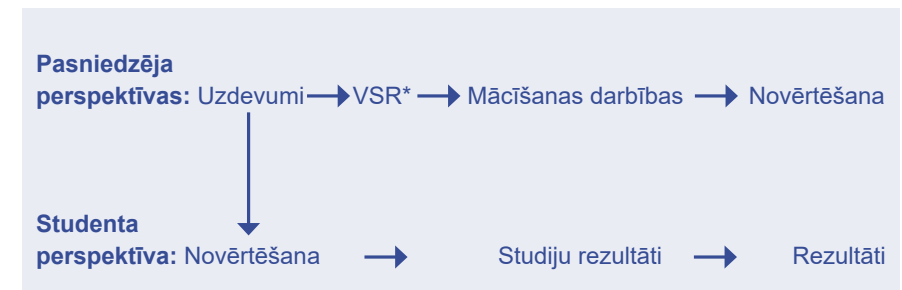 Pasniedzēja
perspektīvas: Uzdevumi VSR* Mācīšanas darbības Novērtēšana
Studenta
perspektīva: Novērtēšana Studiju rezultāti Rezultāti